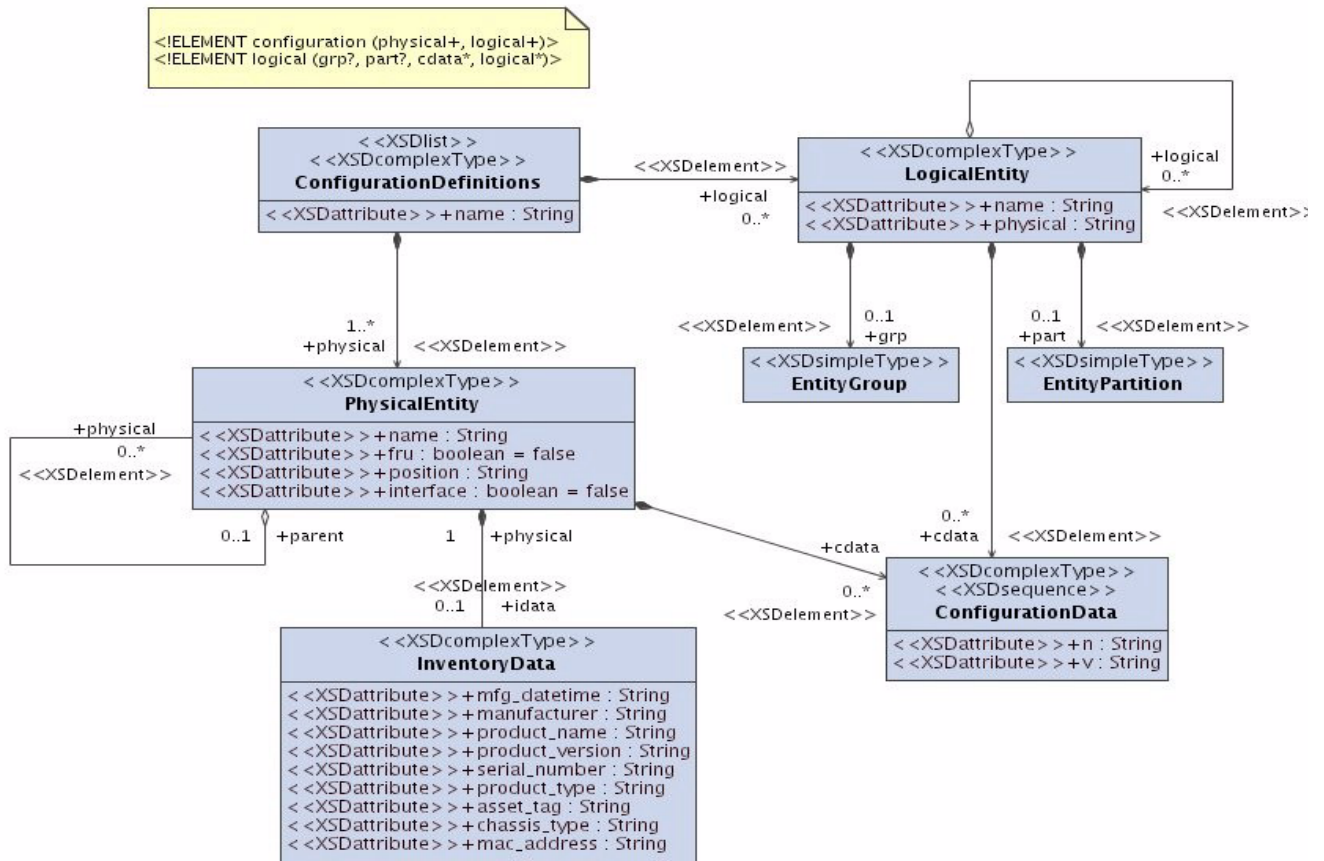 <!ELEMENT configuration (physical+, logical+)>
<!ELEMENT logical (grp?, part?, cdata*, logical*)>
<<XSDlist>>
<<XSDcomplexType>>
ConfigurationDefinitions
<<XSDattribute>>+name : String
<<XSDelement>>
+logical
0..*
<<XSDcomplexType>>
LogicalEntity
<<XSDattribute>>+name : String
<<XSDattribute>>+physical : String
+logical
0..*
<<XSDelement>>
1..*
+physical
<<XSDelement>>
<<XSDelement>>
0..1
+grp
0..1
+part
<<XSDelement>>
<<XSDsimpleType>>
EntityGroup
<<XSDsimpleType>>
EntityPartition
<<XSDcomplexType>>
PhysicalEntity
<<XSDattribute>>+name : String
<<XSDattribute>>+fru : boolean = false
<<XSDattribute>>+position : String
<<XSDattribute>>+interface : boolean = false
+physical
0..*
<<XSDelement>>
0..1
+parent
1
+physical
<<XSDelement>>
0..1
+idata
+cdata
0..*
<<XSDelement>>
0..*
+cdata
<<XSDelement>>
<<XSDcomplexType>>
<<XSDsequence>>
ConfigurationData
<<XSDattribute>>+n : String
<<XSDattribute>>+v : String
<<XSDcomplexType>>
InventoryData
<<XSDattribute>>+mfg_datetime : String
<<XSDattribute>>+manufacturer : String
<<XSDattribute>>+product_name : String
<<XSDattribute>>+product_version : String
<<XSDattribute>>+serial_number : String
<<XSDattribute>>+product_type : String
<<XSDattribute>>+asset_tag : String
<<XSDattribute>>+chassis_type : String
<<XSDattribute>>+mac_address : String